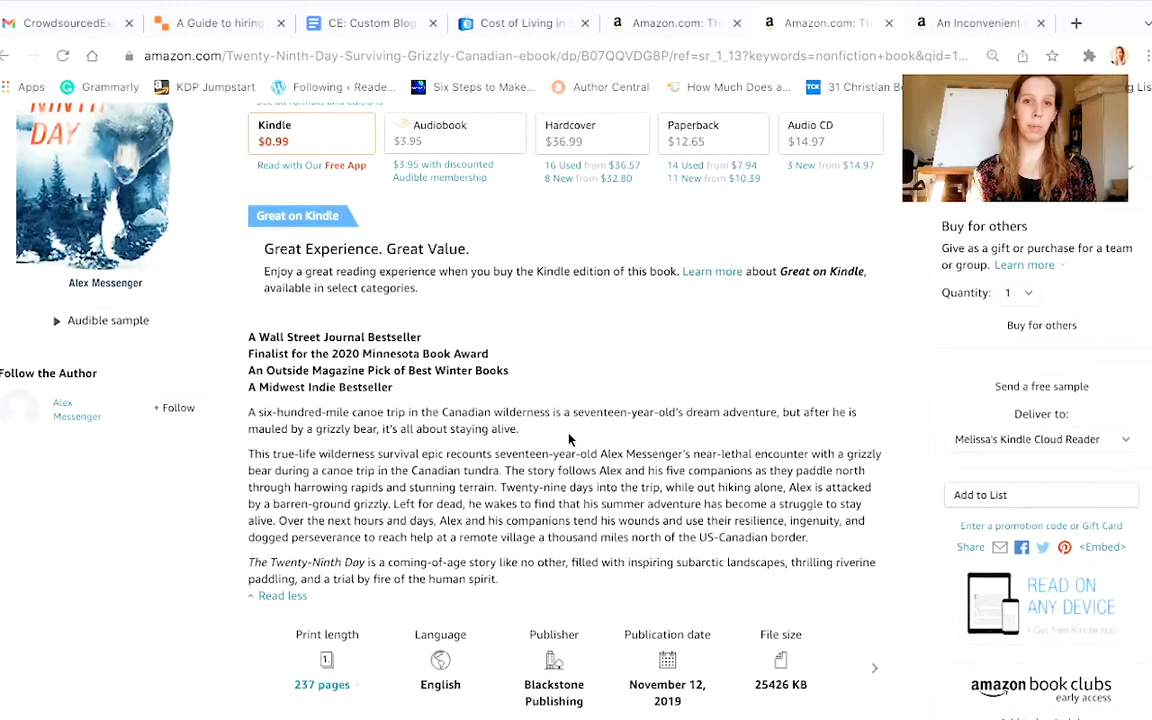 CrowdsourcedEx
A Guide to hiring
CE: Custom Blog
Cost of Living in
Amazon.com: Th
Amazon.com: Th
An Inconvenient
amazon.com/Twenty-Ninth-Day-Surviving-Grizzly-Canadian-ebook/dp/B07QQVDG8P/ref=sr_1_13?keywords=nonfiction+book&qid=1...
Apps
Grammarly
KDP Jumpstart
Following ‹ Reade...
Six Steps to Make...
Author Central
How Much Does a...
31 Christian B
NINTH
DAY
Alex Messenger
Audible sample
Follow the Author
Alex
Messenger
+ Follow
Kindle
$0.99
Read with Our Free App
Audiobook
$3.95
$3.95 with discounted
Audible membership
Hardcover
$36.99
16 Used from $36.57
8 New from $32.80
Paperback
$12.65
14 Used from $7.94
11 New from $10.39
Audio CD
$14.97
3 New from $14.97
Great on Kindle
Great Experience. Great Value.
Enjoy a great reading experience when you buy the Kindle edition of this book. Learn more about Great on Kindle,
available in select categories.
A Wall Street Journal Bestseller
Finalist for the 2020 Minnesota Book Award
An Outside Magazine Pick of Best Winter Books
A Midwest Indie Bestseller
A six-hundred-mile canoe trip in the Canadian wilderness is a seventeen-year-old's dream adventure, but after he is
mauled by a grizzly bear, it's all about staying alive.
This true-life wilderness survival epic recounts seventeen-year-old Alex Messenger's near-lethal encounter with a grizzly
bear during a canoe trip in the Canadian tundra. The story follows Alex and his five companions as they paddle north
through harrowing rapids and stunning terrain. Twenty-nine days into the trip, while out hiking alone, Alex is attacked
by a barren-ground grizzly. Left for dead, he wakes to find that his summer adventure has become a struggle to stay
alive. Over the next hours and days, Alex and his companions tend his wounds and use their resilience, ingenuity, and
dogged perseverance to reach help at a remote village a thousand miles north of the US-Canadian border.
The Twenty-Ninth Day is a coming-of-age story like no other, filled with inspiring subarctic landscapes, thrilling riverine
paddling, and a trial by fire of the human spirit.
Read less
Print length
237 pages
Language
English
Publisher
Blackstone
Publishing
Publication date
November 12,
2019
File size
25426 KB
Buy for others
Give as a gift or purchase for a team
or group. Learn more
Quantity: 1
Buy for others
Send a free sample
Deliver to:
Melissa's Kindle Cloud Reader
Add to List
Enter a promotion code or Gift Card
Share <Embed>
READ ON
ANY DEVICE
Get free Kindle app
amazon book clubs
early access